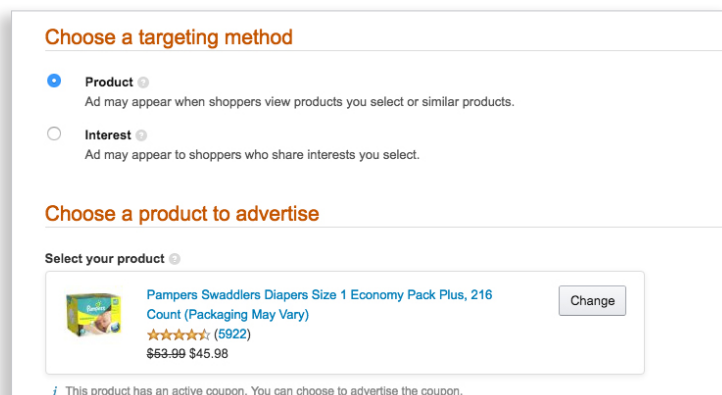 Choose a targeting method
Product
Ad may appear when shoppers view products you select or similar products.
Interest
Ad may appear to shoppers who share interests you select.
Choose a product to advertise
Select your product
Pampers Swaddlers Diapers Size 1 Economy Pack Plus, 216
Count (Packaging May Vary)
(5922)
$53.99 $45.98
Change
Pampers
i This product has an active coupon. You can choose to advertise the coupon.